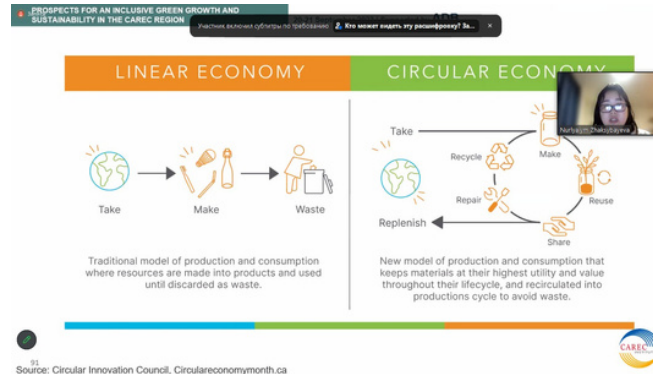 PROSPECTS FOR AN INCLUSIVE GREEN GROWTH AND
SUSTAINABILITY IN THE CAREC REGION
Участник включил субтитры по требованию
Кто может видеть эту расшифровку? За...
LINEAR ECONOMY
CIRCULAR ECONOMY
Take
Make
Waste
Traditional model of production and consumption
where resources are made into products and used
until discarded as waste.
Take
Make
Recycle
Reuse
Repair
Share
Replenish
New model of production and consumption that
keeps materials at their highest utility and value
throughout their lifecycle, and recirculated into
productions cycle to avoid waste.
91
CAREC
Source: Circular Innovation Council, Circulareconomymonth.ca